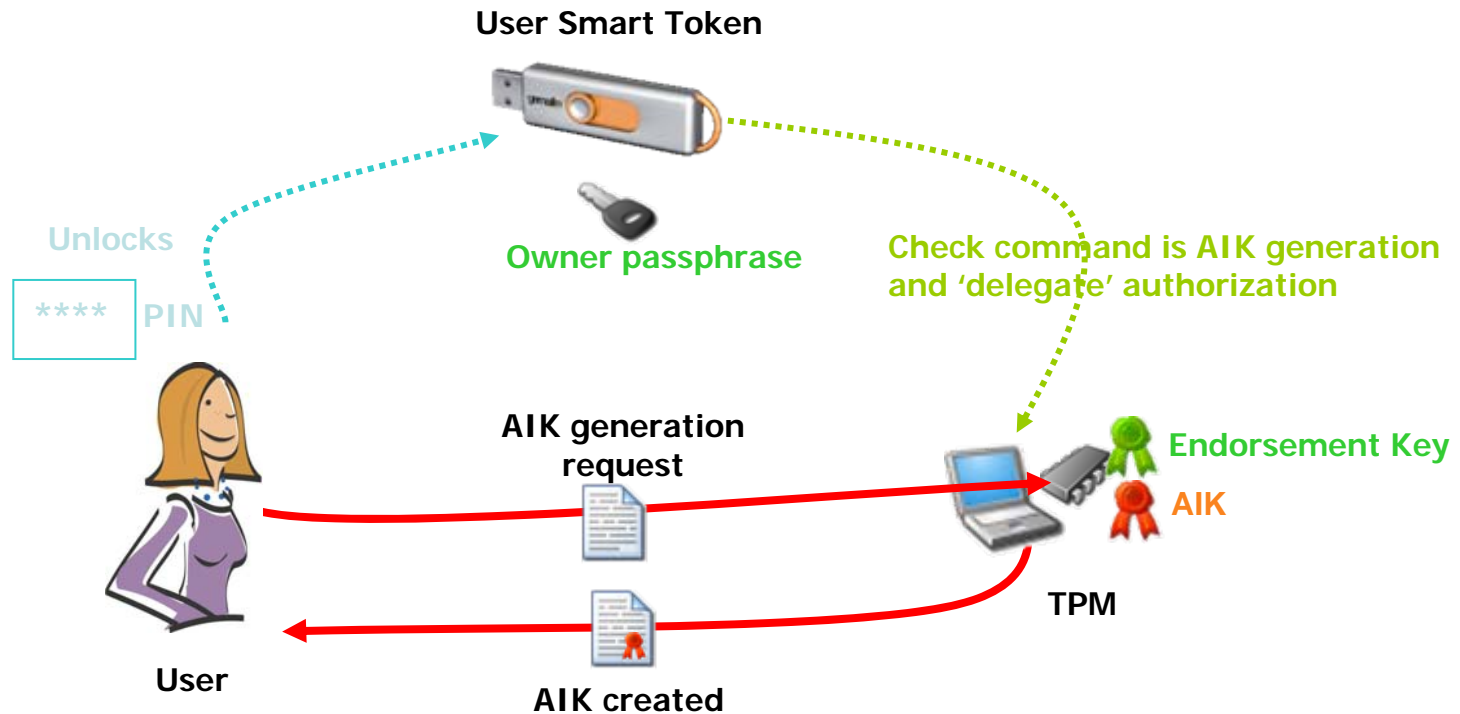 User Smart Token
Unlocks
**** PIN
Owner passphrase
Check command is AIK generation
and ‘delegate’ authorization
AIK generation
request
Endorsement Key
AIK
TPM
User
AIK created